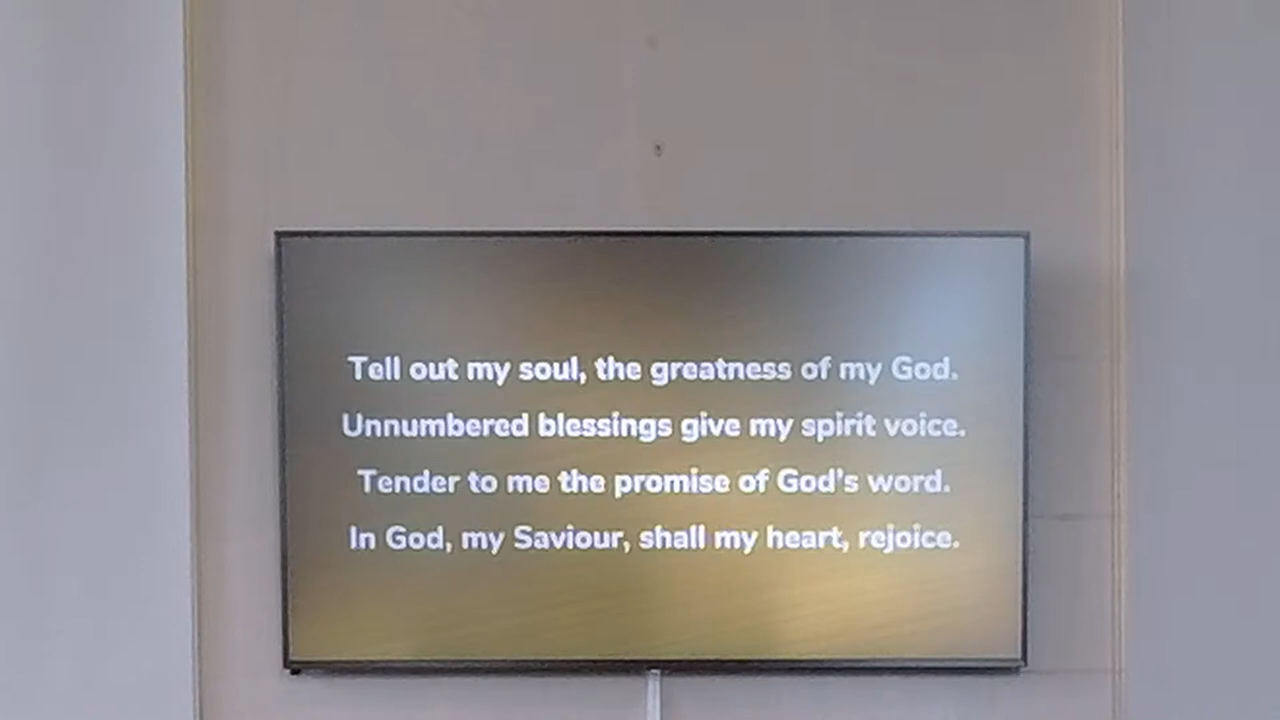 Tell out my soul, the greatness of my God.
Unnumbered blessings give my spirit voice.
Tender to me the promise of God's word.
In God, my Saviour, shall my heart, rejoice.